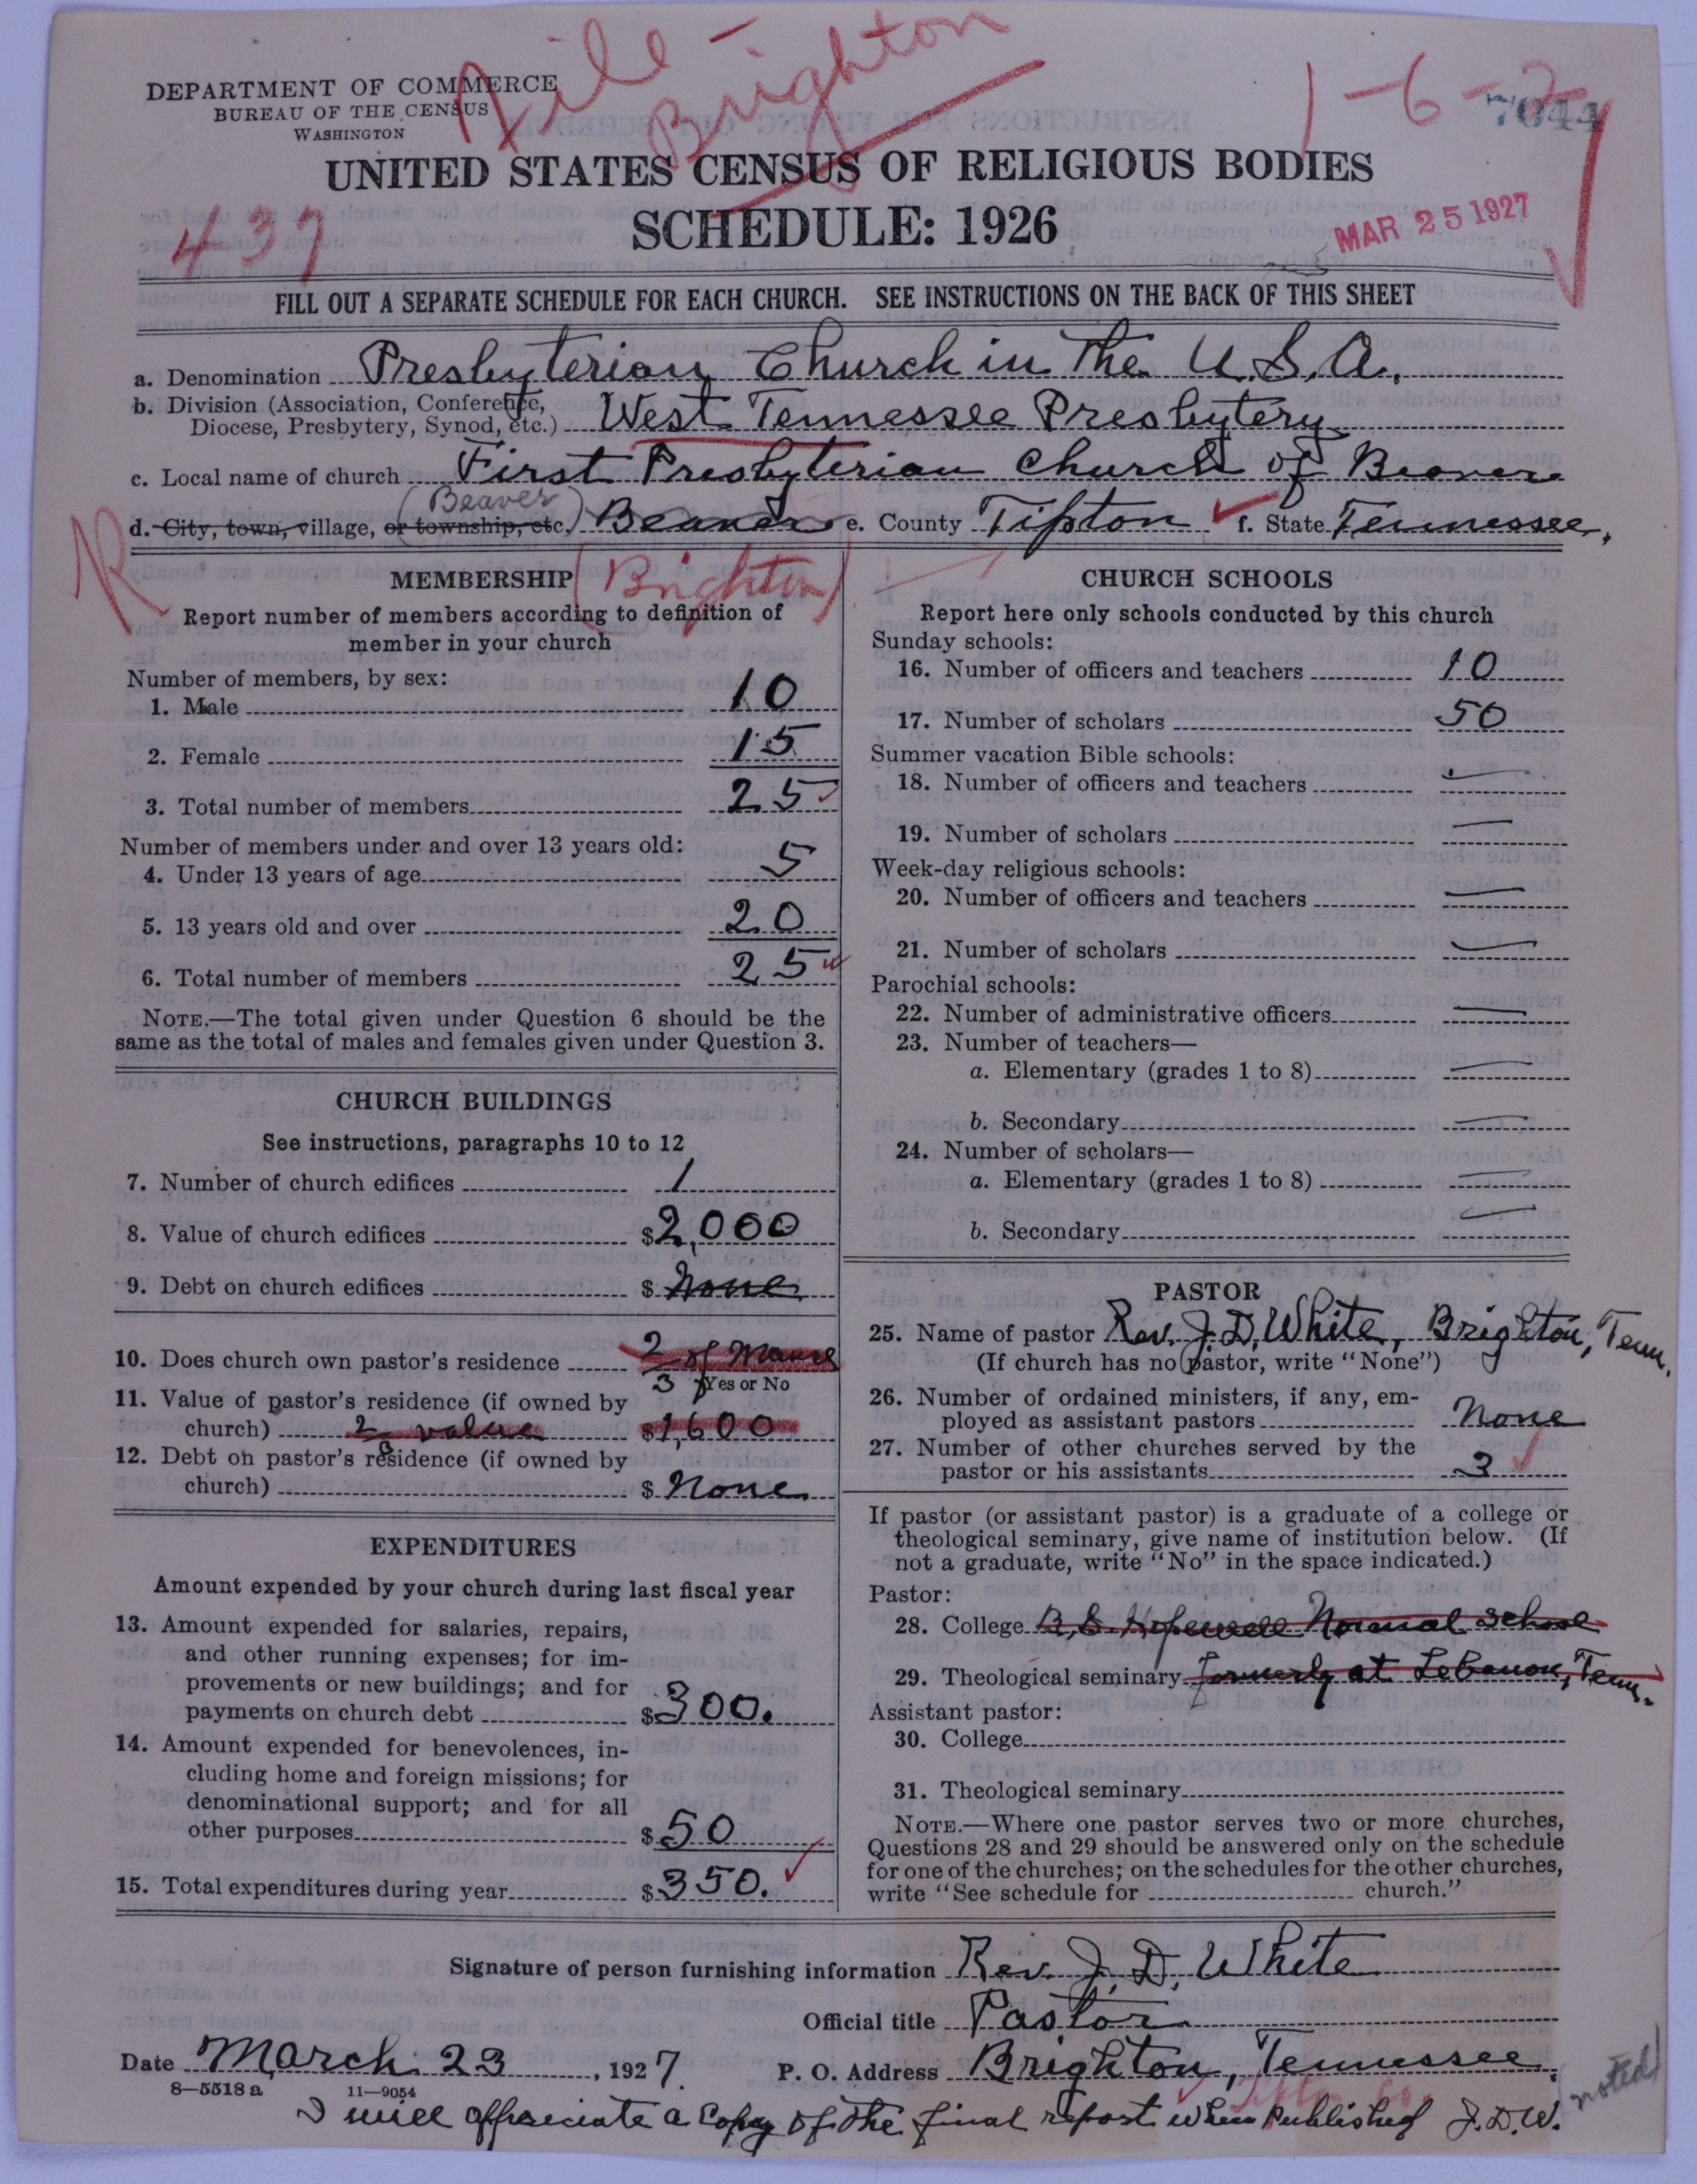 File - Brighton
1-6-2
7644
DEPARTMENT OF COMMERCE
BUREAU OF THE CENSUS
WASHINGTON
UNITED STATES CENSUS OF RELIGIOUS BODIES
SCHEDULE: 1926
437
MAR 25 1927
FILL OUT A SEPARATE SCHEDULE FOR EACH CHURCH. SEE INSTRUCTIONS ON THE BACK OF THIS SHEET
a. Denomination Presbyterian Church in The U.S.A.
b. Division (Association, Conference,
Diocese, Presbytery, Synod, etc.) West Tennessee Presbytery
c. Local name of church First Presbyterian Church of Beaver
(Beaver)
d. City, town, village, or township, etc. Beaver e. County Tipton f. State Tennessee.
R
MEMBERSHIP (Brighton)
Report number of members according to definition of
member in your church
Number of members, by sex:
1. Male 10
2. Female 15
3. Total number of members 25
Number of members under and over 13 years old:
4. Under 13 years of age 5
5. 13 years old and over 20
6. Total number of members 25
NOTE.—The total given under Question 6 should be the
same as the total of males and females given under Question 3.
CHURCH BUILDINGS
See instructions, paragraphs 10 to 12
7. Number of church edifices 1
8. Value of church edifices $2,000
9. Debt on church edifices $ None
10. Does church own pastor's residence 2/3 of Manse
Yes or No
11. Value of pastor's residence (if owned by
church) 2/3 value $1,600
12. Debt on pastor's residence (if owned by
church) $ None
EXPENDITURES
Amount expended by your church during last fiscal year
13. Amount expended for salaries, repairs,
and other running expenses; for im-
provements or new buildings; and for
payments on church debt $300.
14. Amount expended for benevolences, in-
cluding home and foreign missions; for
denominational support; and for all
other purposes $50
15. Total expenditures during year $350.
CHURCH SCHOOLS
Report here only schools conducted by this church
Sunday schools:
16. Number of officers and teachers 10
17. Number of scholars 50
Summer vacation Bible schools:
18. Number of officers and teachers —
19. Number of scholars —
Week-day religious schools:
20. Number of officers and teachers —
21. Number of scholars —
Parochial schools:
22. Number of administrative officers —
23. Number of teachers—
a. Elementary (grades 1 to 8) —
b. Secondary —
24. Number of scholars—
a. Elementary (grades 1 to 8) —
b. Secondary —
PASTOR
25. Name of pastor Rev. J. D. White, Brighton, Tenn.
(If church has no pastor, write "None")
26. Number of ordained ministers, if any, em-
ployed as assistant pastors None
27. Number of other churches served by the
pastor or his assistants 3
If pastor (or assistant pastor) is a graduate of a college or
theological seminary, give name of institution below. (If
not a graduate, write "No" in the space indicated.)
Pastor:
28. College B.S. Hopewell Normal School
29. Theological seminary formerly at Lebanon, Tenn.
Assistant pastor:
30. College
31. Theological seminary
NOTE.—Where one pastor serves two or more churches,
Questions 28 and 29 should be answered only on the schedule
for one of the churches; on the schedules for the other churches,
write "See schedule for church."
Signature of person furnishing information Rev. J. D. White
Official title Pastor
Date March 23, 1927. P. O. Address Brighton, Tennessee.
8—5518 a 11—9054
I will appreciate a copy of the final report when published J.D.W.
noted